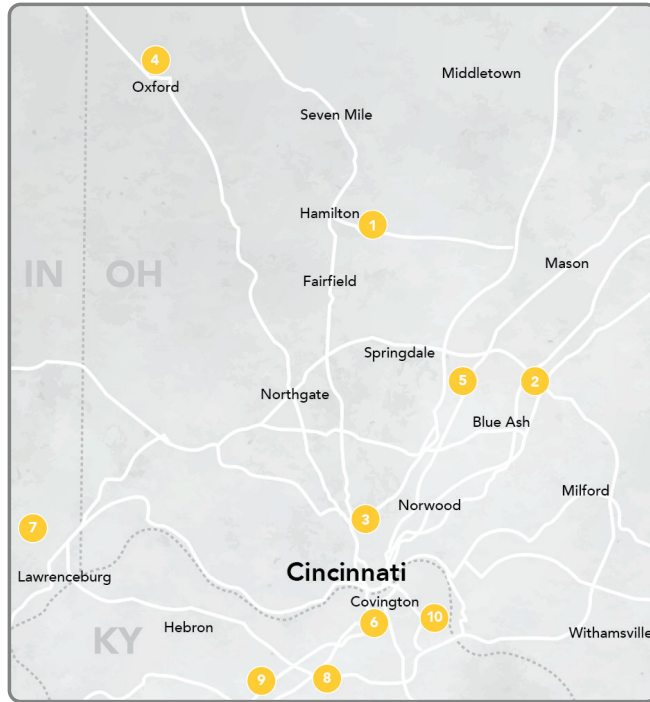 4
Oxford
Middletown
Seven Mile
Hamilton
1
IN
OH
Fairfield
Mason
Springdale
5
2
Northgate
Blue Ash
Milford
Norwood
3
7
Lawrenceburg
Cincinnati
Covington
10
6
Hebron
KY
Withamsville
9
8